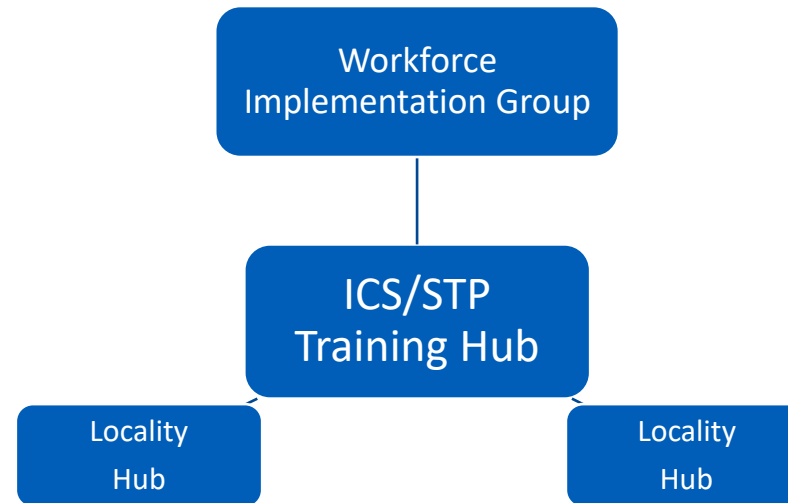 Workforce
Implementation Group
ICS/STP
Training Hub
Locality
Hub
Locality
Hub